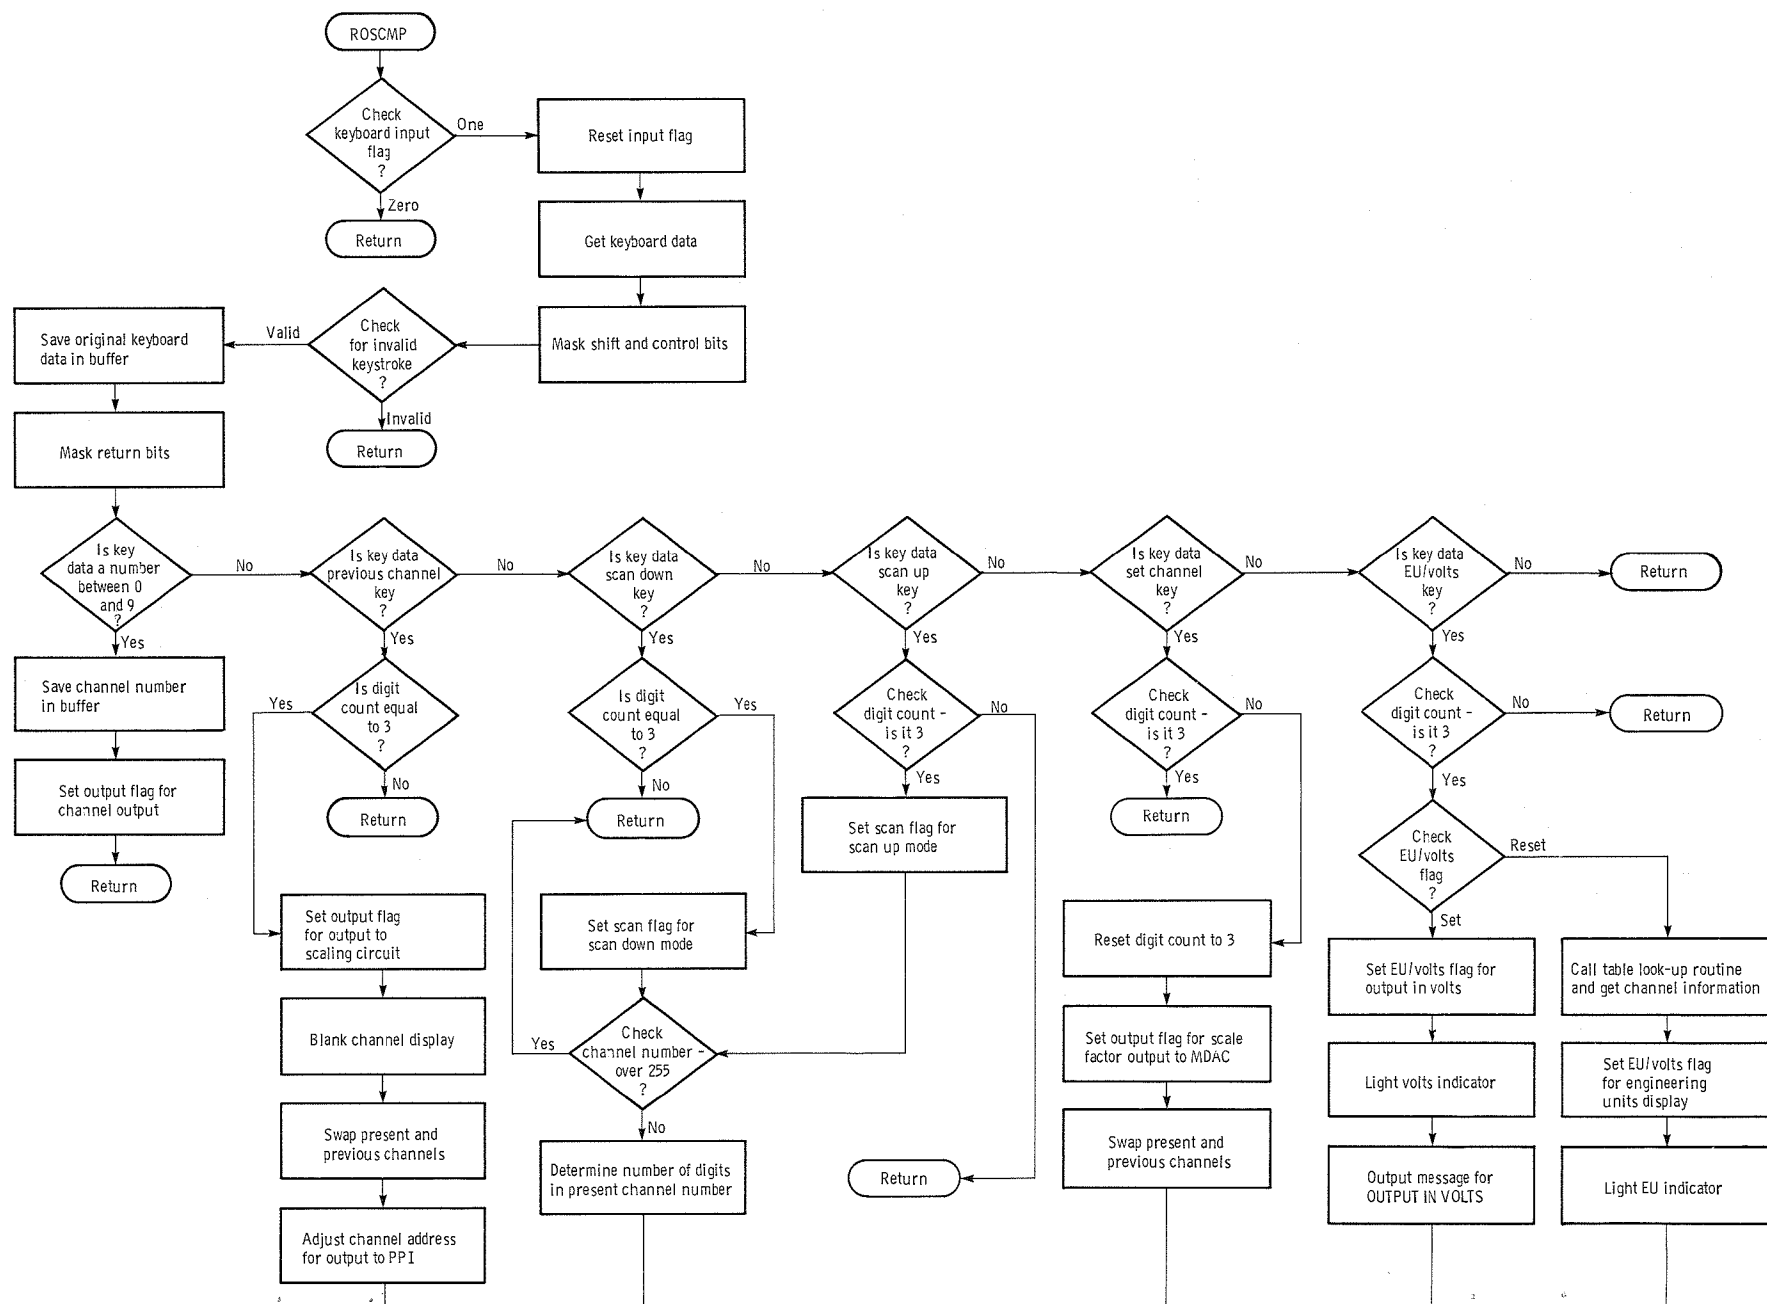 ROSCMP
Check
keyboard input
flag
?
One
Zero
Return
Reset input flag
Get keyboard data
Mask shift and control bits
Check
for invalid
keystroke
?
Valid
Invalid
Return
Save original keyboard
data in buffer
Mask return bits
Is key
data a number
between 0
and 9
?
No
Yes
Save channel number
in buffer
Set output flag for
channel output
Return
Is key data
previous channel
key
?
No
Yes
Is digit
count equal
to 3
?
Yes
No
Return
Set output flag
for output to
scaling circuit
Blank channel display
Swap present and
previous channels
Adjust channel address
for output to PPI
Is key data
scan down
key
?
No
Yes
Is digit
count equal
to 3
?
Yes
No
Return
Set scan flag for
scan down mode
Check
channel number -
over 255
?
Yes
No
Determine number of digits
in present channel number
Is key data
scan up
key
?
No
Yes
Check
digit count -
is it 3
?
No
Yes
Set scan flag for
scan up mode
Return
Is key data
set channel
key
?
No
Yes
Check
digit count -
is it 3
?
No
Yes
Return
Reset digit count to 3
Set output flag for scale
factor output to MDAC
Swap present and
previous channels
Is key data
EU/volts
key
?
No
Return
Yes
Check
digit count -
is it 3
?
No
Return
Yes
Check
EU/volts
flag
?
Reset
Set
Set EU/volts flag for
output in volts
Light volts indicator
Output message for
OUTPUT IN VOLTS
Call table look-up routine
and get channel information
Set EU/volts flag
for engineering
units display
Light EU indicator